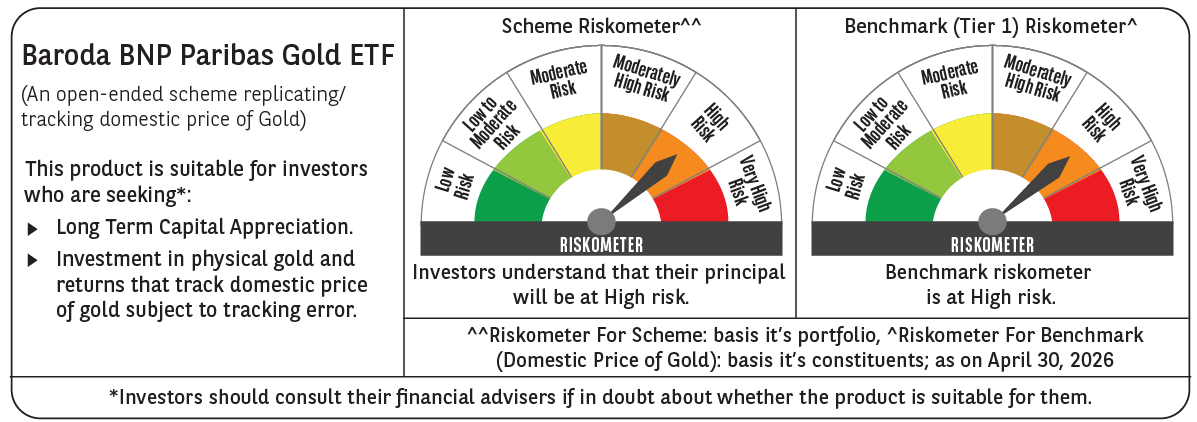 Baroda BNP Paribas Gold ETF
(An open-ended scheme replicating/
tracking domestic price of Gold)
This product is suitable for investors
who are seeking*:
Long Term Capital Appreciation.
Investment in physical gold and
returns that track domestic price
of gold subject to tracking error.
Scheme Riskometer^^
Low
Risk
Low to
Moderate
Risk
Moderate
Risk
Moderately
High Risk
High
Risk
Very High
Risk
RISKOMETER
Investors understand that their principal
will be at High risk.
Benchmark (Tier 1) Riskometer^
Low
Risk
Low to
Moderate
Risk
Moderate
Risk
Moderately
High Risk
High
Risk
Very High
Risk
RISKOMETER
Benchmark riskometer
is at High risk.
^^Riskometer For Scheme: basis it's portfolio, ^Riskometer For Benchmark
(Domestic Price of Gold): basis it's constituents; as on April 30, 2026
*Investors should consult their financial advisers if in doubt about whether the product is suitable for them.